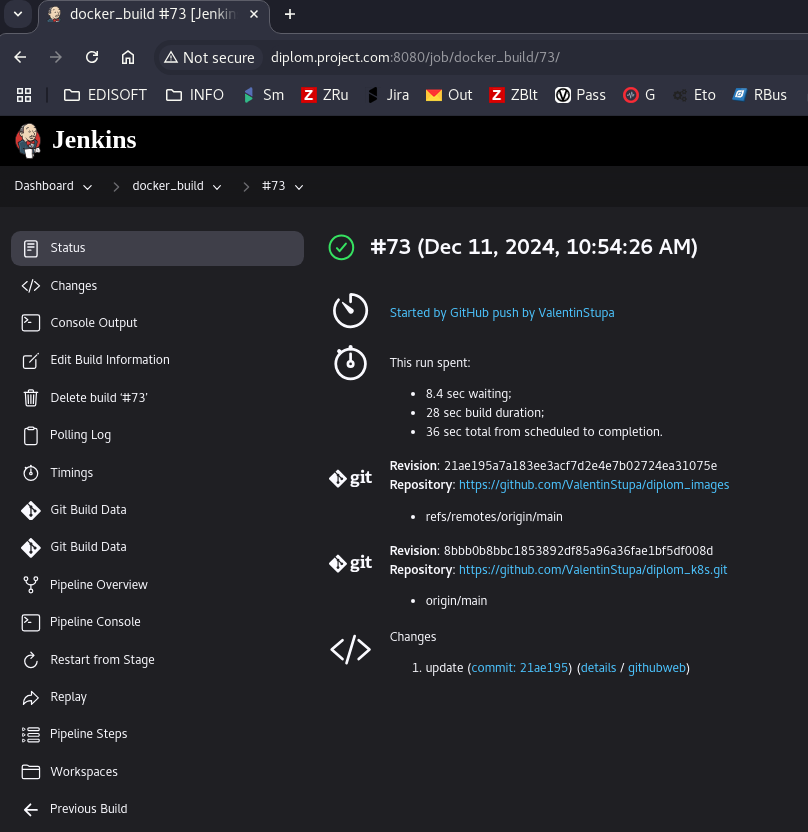 docker_build #73 [Jenkin
Not secure diplom.project.com:8080/job/docker_build/73/
EDISOFT INFO Sm ZRu Jira Out ZBlt Pass G Eto RBus
Jenkins
Dashboard docker_build #73
Status
Changes
Console Output
Edit Build Information
Delete build '#73'
Polling Log
Timings
Git Build Data
Git Build Data
Pipeline Overview
Pipeline Console
Restart from Stage
Replay
Pipeline Steps
Workspaces
Previous Build
#73 (Dec 11, 2024, 10:54:26 AM)
Started by GitHub push by ValentinStupa
This run spent:
• 8.4 sec waiting;
• 28 sec build duration;
• 36 sec total from scheduled to completion.
git
Revision: 21ae195a7a183ee3acf7d2e4e7b02724ea31075e
Repository: https://github.com/ValentinStupa/diplom_images
• refs/remotes/origin/main
git
Revision: 8bbb0b8bbc1853892df85a96a36fae1bf5df008d
Repository: https://github.com/ValentinStupa/diplom_k8s.git
• origin/main
Changes
1. update (commit: 21ae195) (details / githubweb)